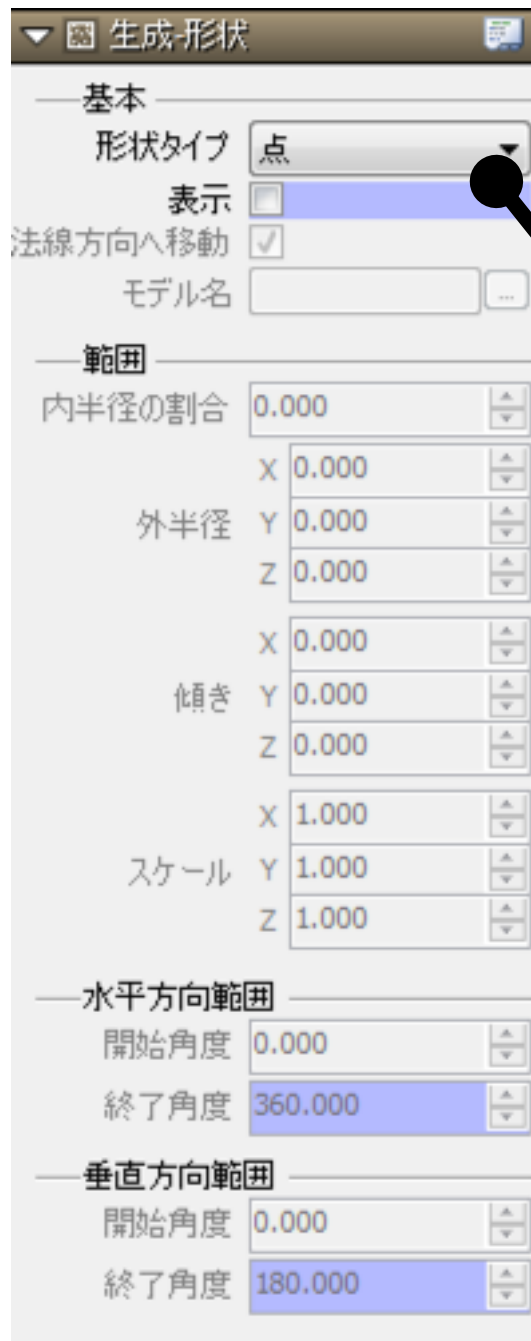 生成-形状
基本
形状タイプ 点
表示
法線方向へ移動
モデル名 ...
範囲
内半径の割合 0.000
X 0.000
外半径 Y 0.000
Z 0.000
X 0.000
傾き Y 0.000
Z 0.000
X 1.000
スケール Y 1.000
Z 1.000
水平方向範囲
開始角度 0.000
終了角度 360.000
垂直方向範囲
開始角度 0.000
終了角度 180.000